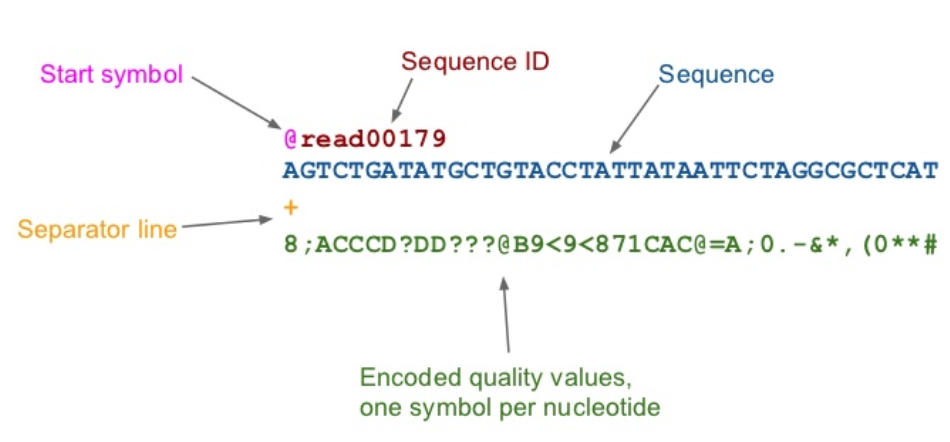 Sequence ID
Start symbol
Sequence
@read00179
AGTCTGATATGCTGTACCTATTATAATTCTAGGCGCTCAT
+
Separator line
8;ACCCD?DD???@B9<9<871CAC@=A;0.-&*,(0**#
Encoded quality values,
one symbol per nucleotide